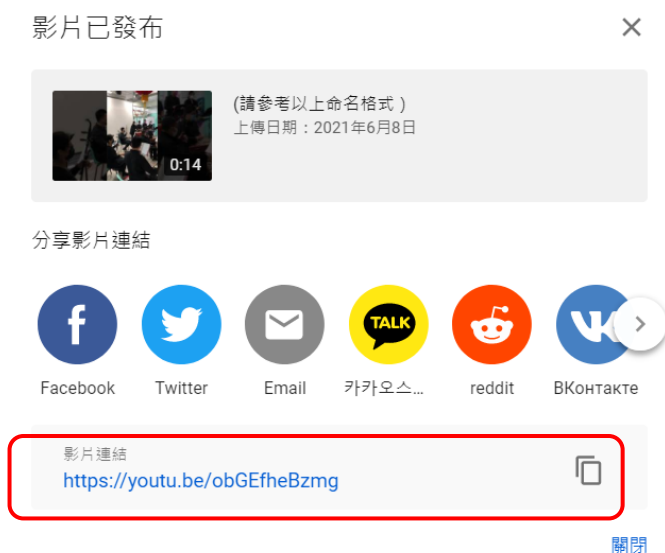 影片已發布
(請參考以上命名格式)
上傳日期：2021年6月8日
0:14
分享影片連結
f
TALK
VK
Facebook
Twitter
Email
카카오스...
reddit
ВКонтакте
影片連結
https://youtu.be/obGEfheBzmg
關閉